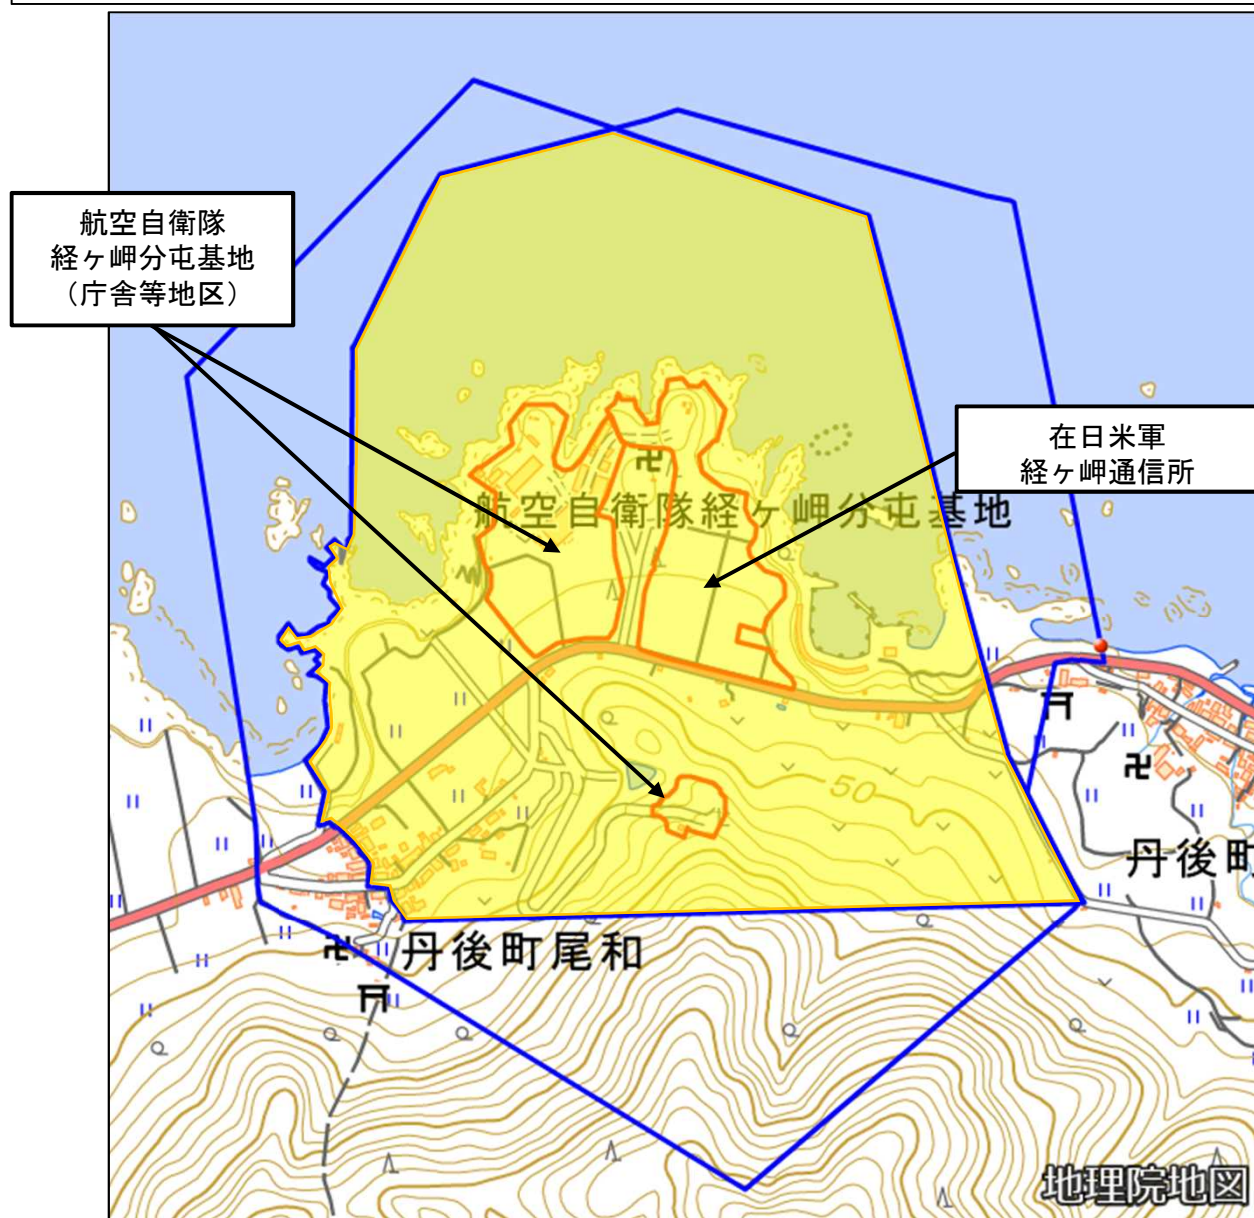 航空自衛隊
経ヶ岬分屯基地
（庁舎等地区）
在日米軍
経ヶ岬通信所
航空自衛隊経ヶ岬分屯基地
50
丹後町
丹後町尾和
地理院地図